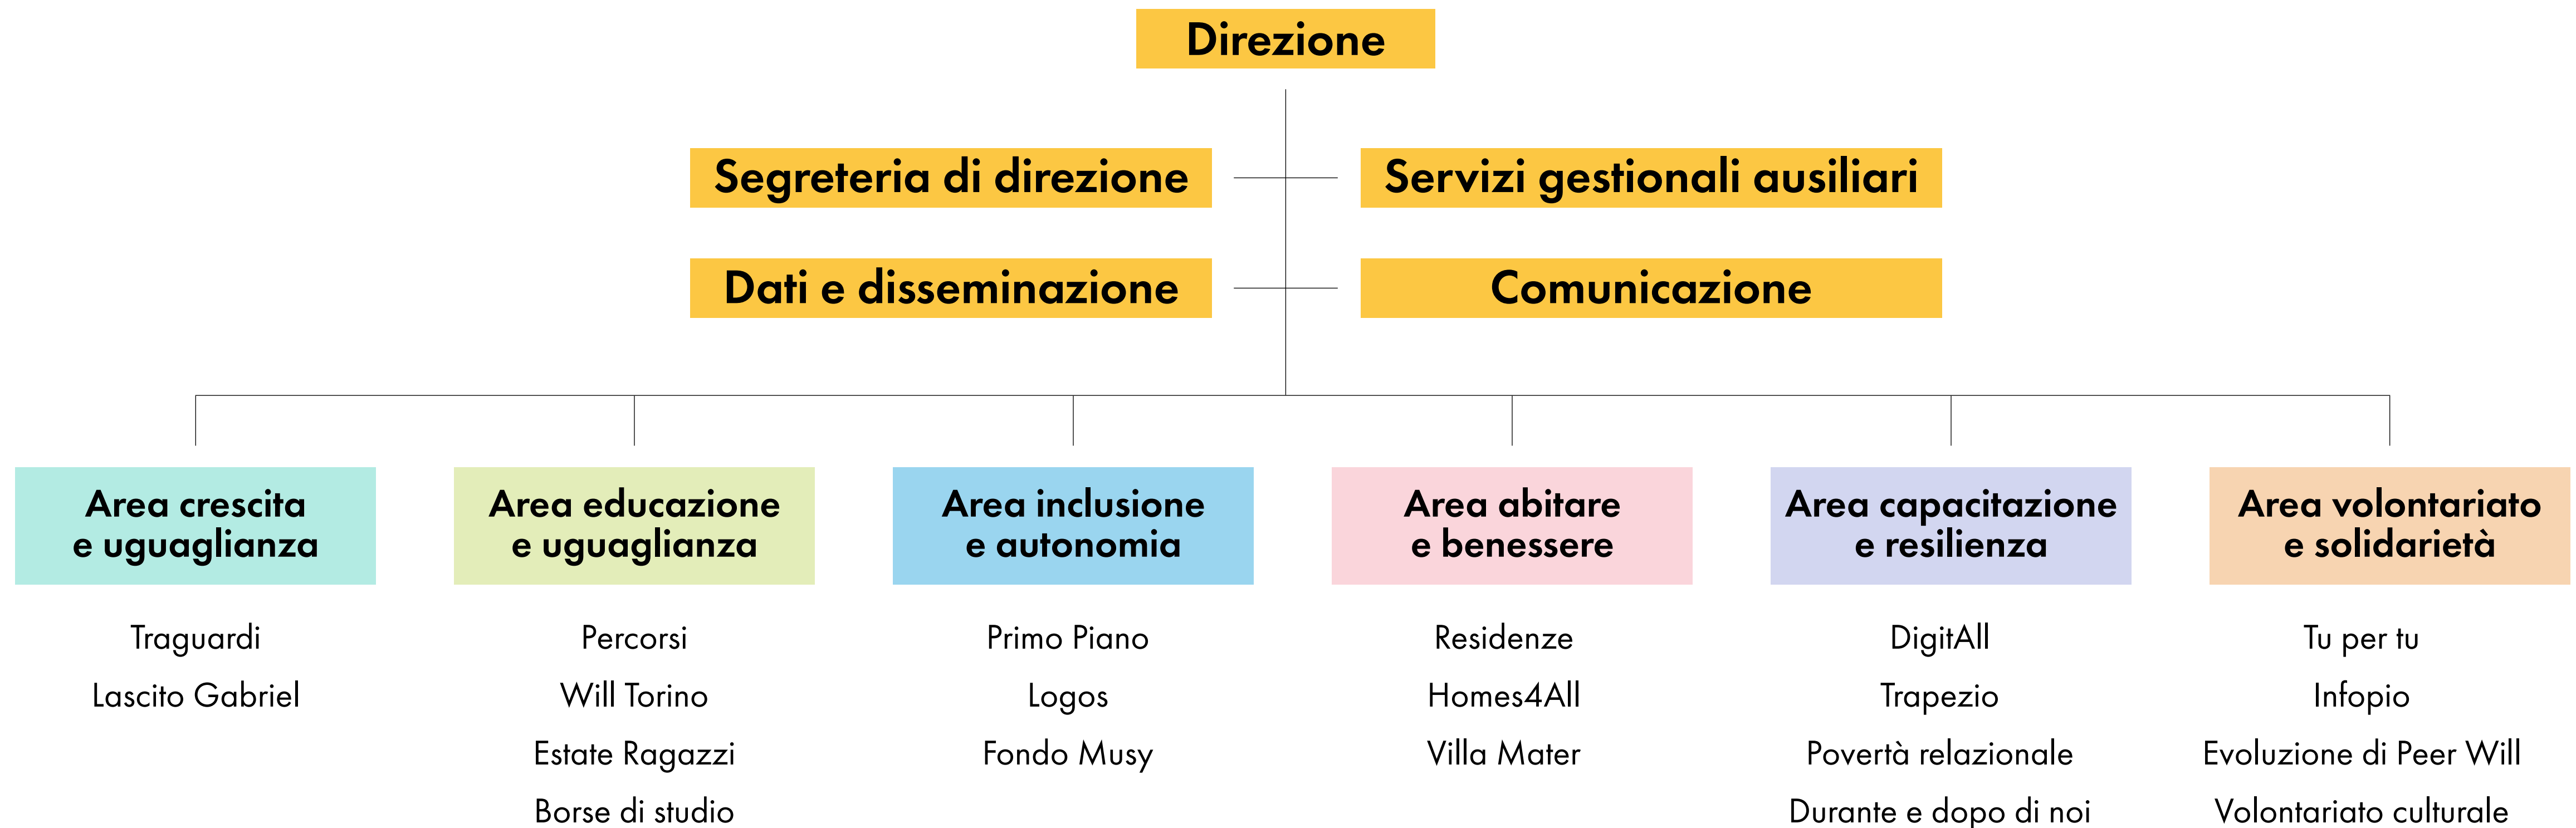 Direzione
Segreteria di direzione
Servizi gestionali ausiliari
Dati e disseminazione
Comunicazione
Area crescita
e uguaglianza
Traguardi
Lascito Gabriel
Area educazione
e uguaglianza
Percorsi
Will Torino
Estate Ragazzi
Borse di studio
Area inclusione
e autonomia
Primo Piano
Logos
Fondo Musy
Area abitare
e benessere
Residenze
Homes4All
Villa Mater
Area capacitazione
e resilienza
DigitAll
Trapezio
Povertà relazionale
Durante e dopo di noi
Area volontariato
e solidarietà
Tu per tu
Infopio
Evoluzione di Peer Will
Volontariato culturale